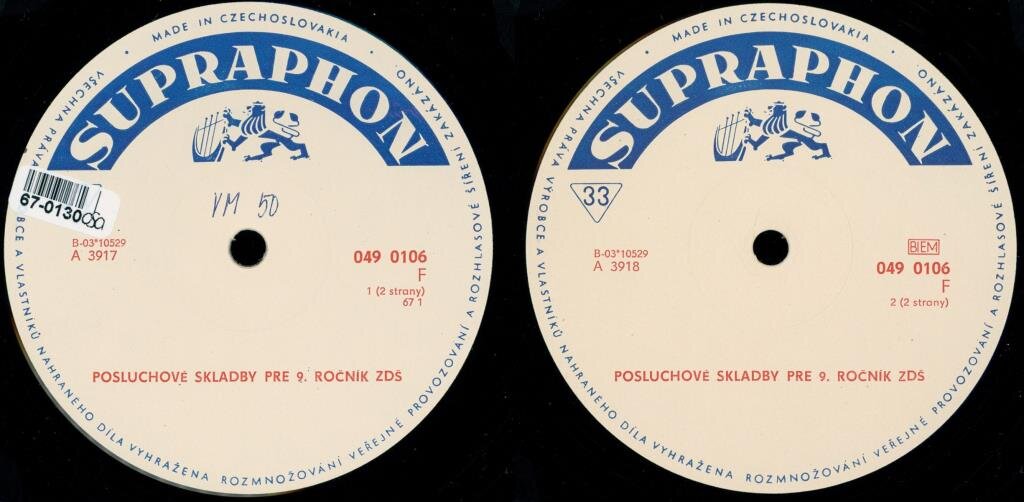 MADE IN CZECHOSLOVAKIA
SUPRAPHON
VŠECHNA PRÁVA VÝROBCE A VLASTNÍKŮ NAHRANÉHO DÍLA VYHRAŽENA ROZMNOŽOVÁNÍ VEŘEJNÉ PROVOZOVÁNÍ A ROZHLASOVÉ ŠÍŘENÍ ZAKÁZÁNO
67-0130
VM 50
B-03*10529
A 3917
049 0106
F
1 (2 strany)
67 1
POSLUCHOVÉ SKLADBY PRE 9. ROČNÍK ZDŠ
MADE IN CZECHOSLOVAKIA
SUPRAPHON
VŠECHNA PRÁVA VÝROBCE A VLASTNÍKŮ NAHRANÉHO DÍLA VYHRAŽENA ROZMNOŽOVÁNÍ VEŘEJNÉ PROVOZOVÁNÍ A ROZHLASOVÉ ŠÍŘENÍ ZAKÁZÁNO
33
B-03*10529
A 3918
BIEM
049 0106
F
2 (2 strany)
POSLUCHOVÉ SKLADBY PRE 9. ROČNÍK ZDŠ